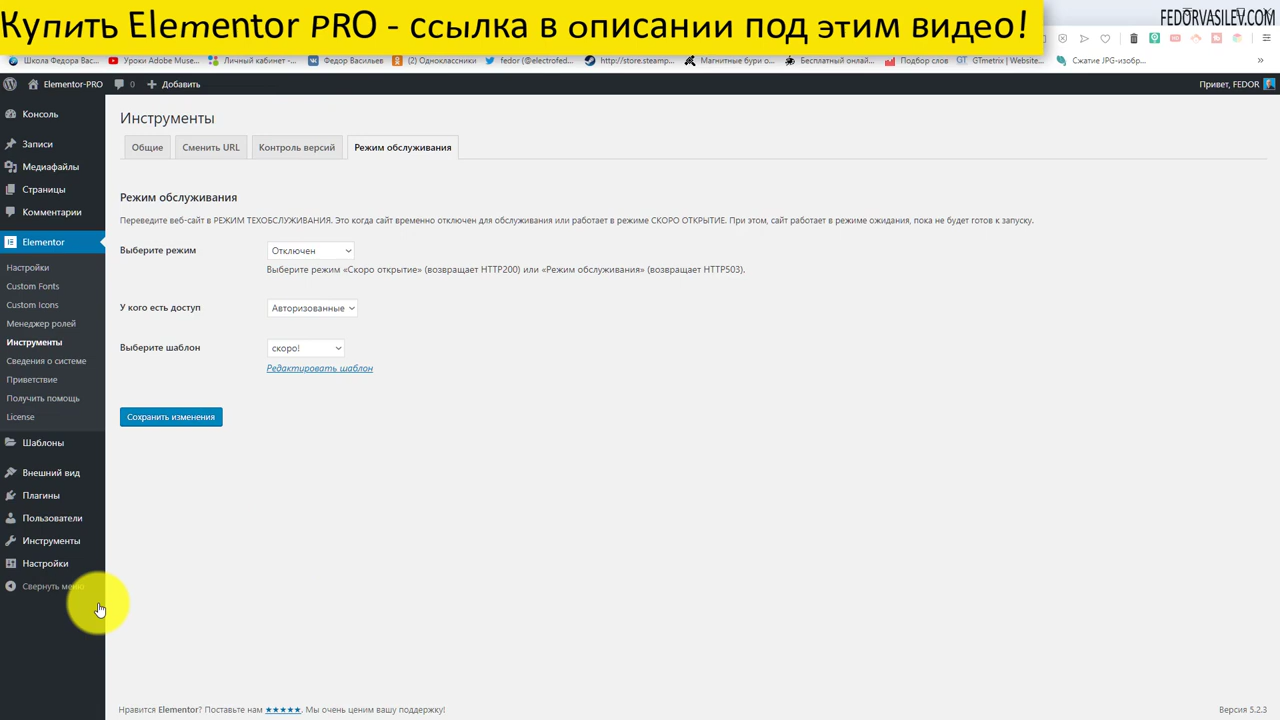 Купить Elementor PRO - ссылка в описании под этим видео!
FEDORVASILEV.COM
Школа Федора Вас...
Уроки Adobe Muse...
Личный кабинет -...
Федор Васильев
(2) Одноклассники
fedor (@electrofed...
http://store.steamp...
Магнитные бури о...
Бесплатный онлай...
Подбор слов
GTmetrix | Website...
Сжатие JPG-изобр...
Elementor-PRO
0
Добавить
Привет, FEDOR
Консоль
Записи
Медиафайлы
Страницы
Комментарии
Elementor
Настройки
Custom Fonts
Custom Icons
Менеджер ролей
Инструменты
Сведения о системе
Приветствие
Получить помощь
License
Шаблоны
Внешний вид
Плагины
Пользователи
Инструменты
Настройки
Свернуть меню
Инструменты
Общие
Сменить URL
Контроль версий
Режим обслуживания
Режим обслуживания
Переведите веб-сайт в РЕЖИМ ТЕХОБСЛУЖИВАНИЯ. Это когда сайт временно отключен для обслуживания или работает в режиме СКОРО ОТКРЫТИЕ. При этом, сайт работает в режиме ожидания, пока не будет готов к запуску.
Выберите режим
Отключен
Выберите режим «Скоро открытие» (возвращает HTTP200) или «Режим обслуживания» (возвращает HTTP503).
У кого есть доступ
Авторизованные
Выберите шаблон
скоро!
Редактировать шаблон
Сохранить изменения
Нравится Elementor? Поставьте нам ★★★★★. Мы очень ценим вашу поддержку!
Версия 5.2.3